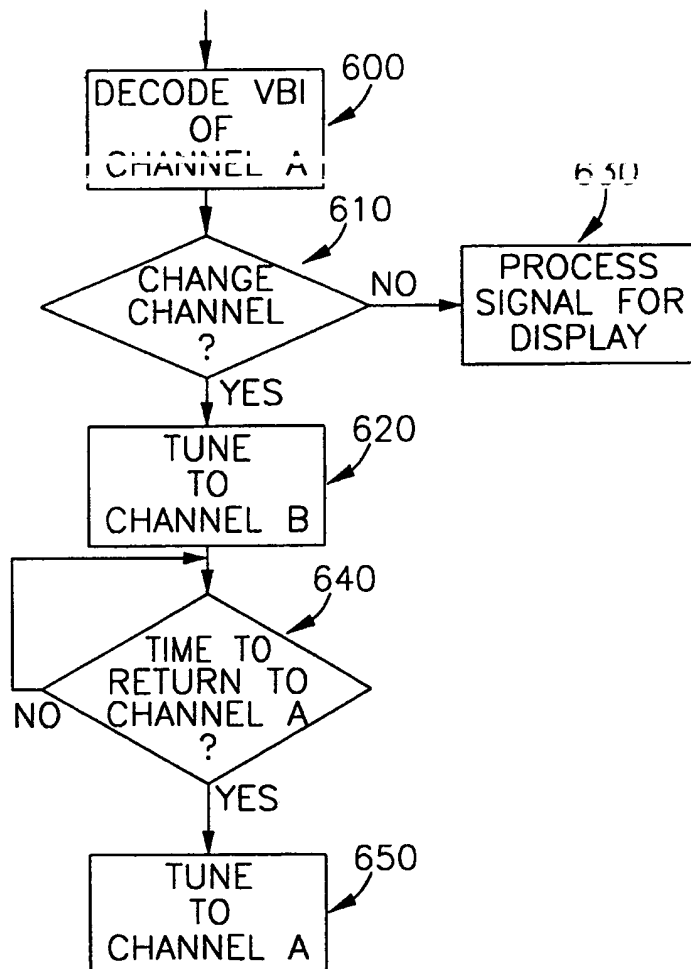 600
DECODE VBI
OF
CHANNEL A
610
630
CHANGE
CHANNEL
?
NO
PROCESS
SIGNAL FOR
DISPLAY
YES
620
TUNE
TO
CHANNEL B
640
TIME TO
RETURN TO
CHANNEL A
?
NO
YES
650
TUNE
TO
CHANNEL A